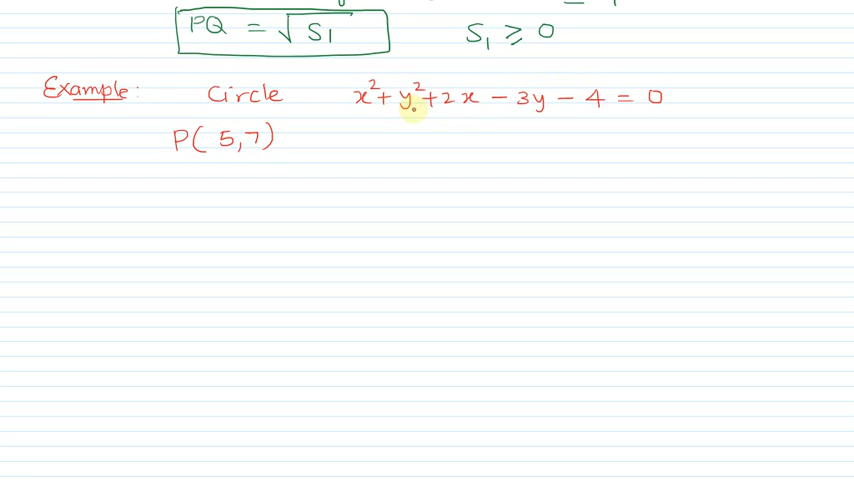 PQ = √S₁ S₁ ≥ 0
Example: Circle x² + y² + 2x - 3y - 4 = 0
P( 5,7)